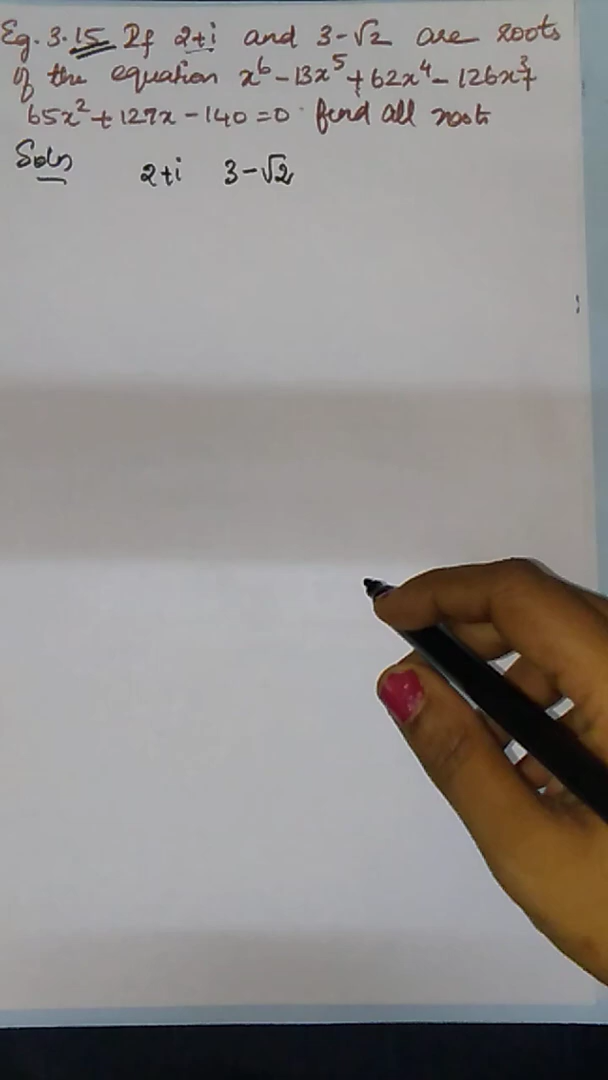 Eg. 3.15 If 2+i and 3-√2 are roots
of the equation x⁶-13x⁵+62x⁴-126x³+
65x²+127x-140=0. find all roots
Soln 2+i 3-√2